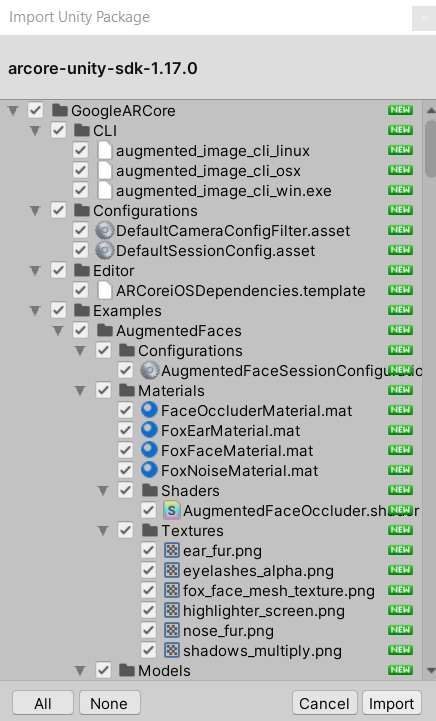 Import Unity Package
arcore-unity-sdk-1.17.0
GoogleARCore NEW
CLI NEW
augmented_image_cli_linux NEW
augmented_image_cli_osx NEW
augmented_image_cli_win.exe NEW
Configurations NEW
DefaultCameraConfigFilter.asset NEW
DefaultSessionConfig.asset NEW
Editor NEW
ARCoreiOSDependencies.template NEW
Examples NEW
AugmentedFaces NEW
Configurations NEW
AugmentedFaceSessionConfiguratio NEW
Materials NEW
FaceOccluderMaterial.mat NEW
FoxEarMaterial.mat NEW
FoxFaceMaterial.mat NEW
FoxNoiseMaterial.mat NEW
Shaders NEW
S AugmentedFaceOccluder.shader NEW
Textures NEW
ear_fur.png NEW
eyelashes_alpha.png NEW
fox_face_mesh_texture.png NEW
highlighter_screen.png NEW
nose_fur.png NEW
shadows_multiply.png NEW
Models NEW
All None Cancel Import